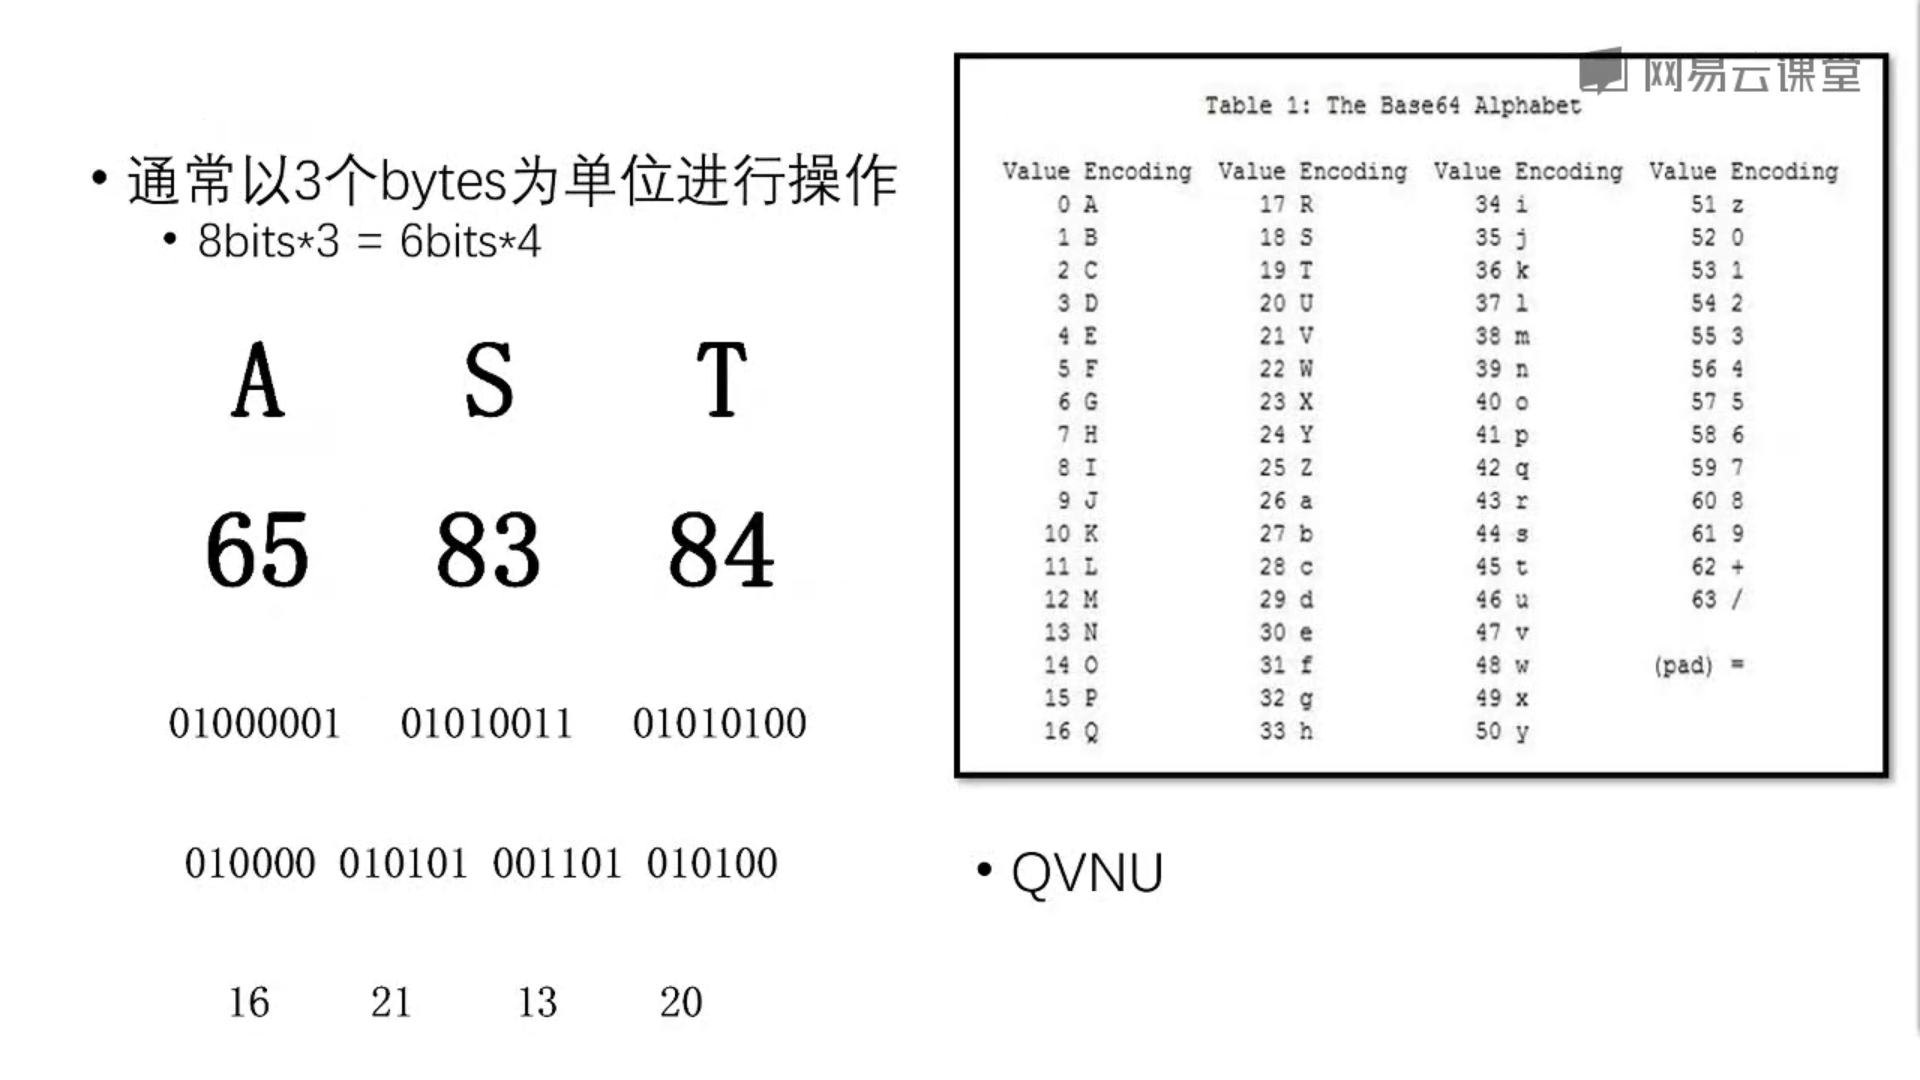 网易云课堂
• 通常以3个bytes为单位进行操作
• 8bits*3 = 6bits*4
A S T
65 83 84
01000001 01010011 01010100
010000 010101 001101 010100
16 21 13 20
Table 1: The Base64 Alphabet
Value Encoding Value Encoding Value Encoding Value Encoding
0 A 17 R 34 i 51 z
1 B 18 S 35 j 52 0
2 C 19 T 36 k 53 1
3 D 20 U 37 l 54 2
4 E 21 V 38 m 55 3
5 F 22 W 39 n 56 4
6 G 23 X 40 o 57 5
7 H 24 Y 41 p 58 6
8 I 25 Z 42 q 59 7
9 J 26 a 43 r 60 8
10 K 27 b 44 s 61 9
11 L 28 c 45 t 62 +
12 M 29 d 46 u 63 /
13 N 30 e 47 v
14 O 31 f 48 w (pad) =
15 P 32 g 49 x
16 Q 33 h 50 y
• QVNU